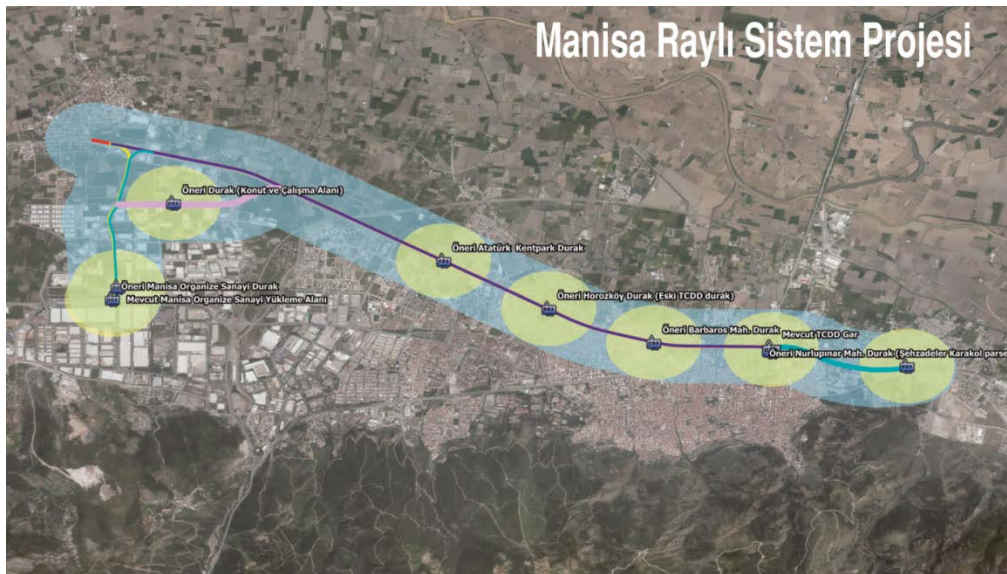 Manisa Raylı Sistem Projesi
Öneri Durak (Konut ve Çalışma Alanı)
Öneri Atatürk Kentpark Durak
Öneri Manisa Organize Sanayi Durak
Mevcut Manisa Organize Sanayi Yükleme Alanı
Öneri Horozköy Durak (Eski TCDD durak)
Öneri Barbaros Mah. Durak
Mevcut TCDD Gar
Öneri Nurlupınar Mah. Durak (Şehzadeler Karakol parse